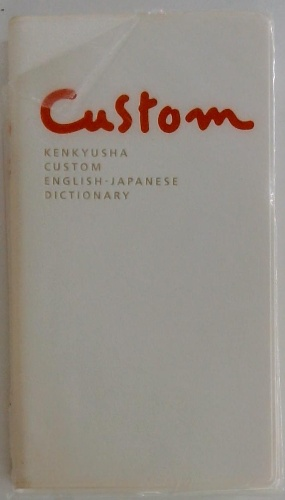 Custom
KENKYUSHA
CUSTOM
ENGLISH-JAPANESE
DICTIONARY